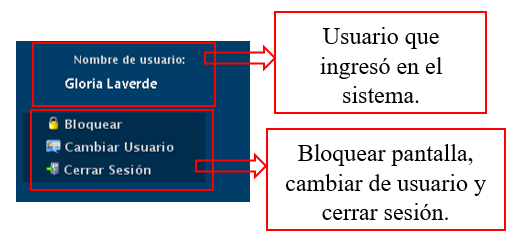 Nombre de usuario:
Gloria Laverde
Usuario que
ingresó en el
sistema.
Bloquear
Cambiar Usuario
Cerrar Sesión
Bloquear pantalla,
cambiar de usuario y
cerrar sesión.